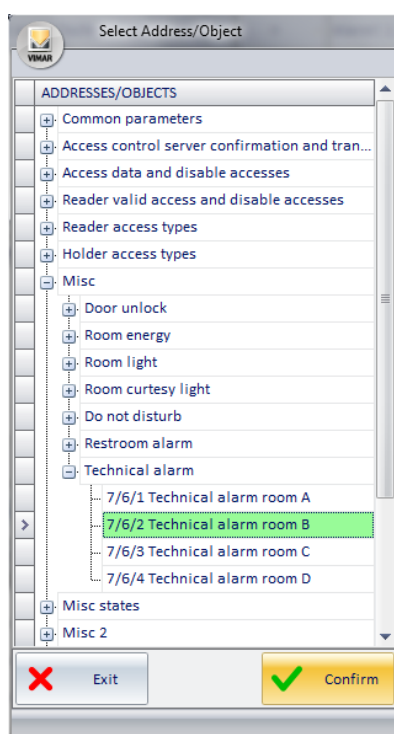 Select Address/Object
VIMAR
ADDRESSES/OBJECTS
Common parameters
Access control server confirmation and tran...
Access data and disable accesses
Reader valid access and disable accesses
Reader access types
Holder access types
Misc
Door unlock
Room energy
Room light
Room curtesy light
Do not disturb
Restroom alarm
Technical alarm
7/6/1 Technical alarm room A
7/6/2 Technical alarm room B
7/6/3 Technical alarm room C
7/6/4 Technical alarm room D
Misc states
Misc 2
Exit
Confirm